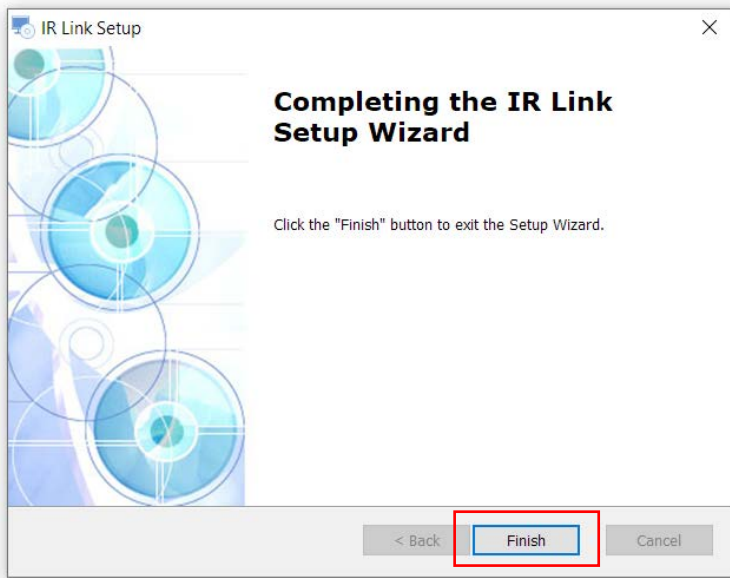 IR Link Setup
Completing the IR Link
Setup Wizard
Click the "Finish" button to exit the Setup Wizard.
< Back Finish Cancel